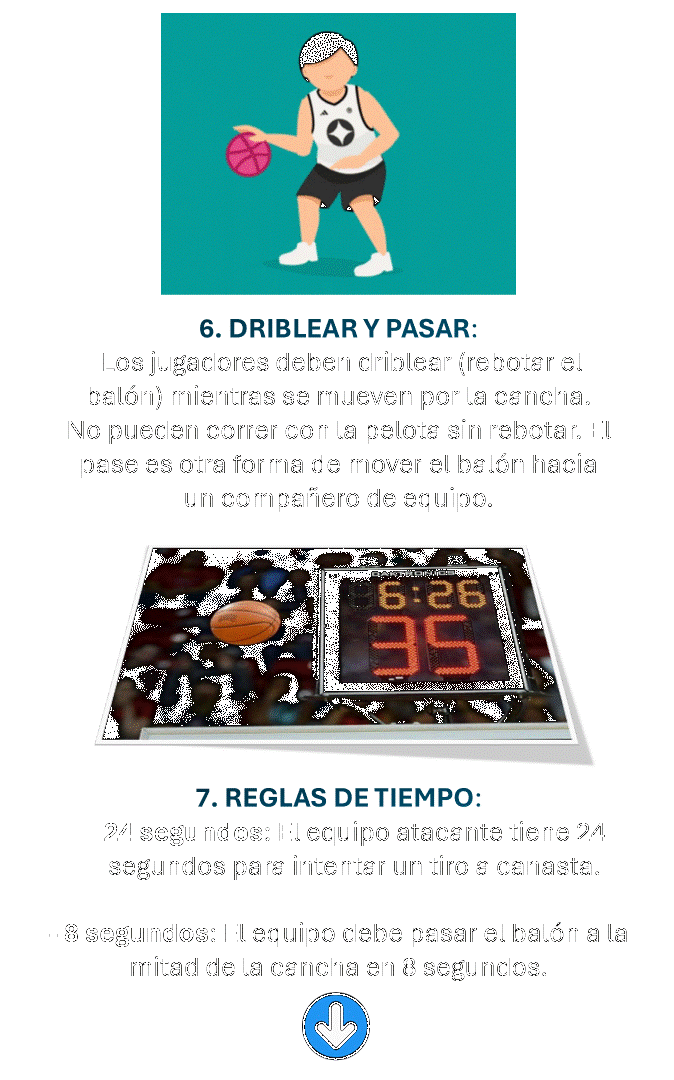 6. DRIBLEAR Y PASAR:
Los jugadores deben driblear (rebotar el
balón) mientras se mueven por la cancha.
No pueden correr con la pelota sin rebotar. El
pase es otra forma de mover el balón hacia
un compañero de equipo.
6:26
35
7. REGLAS DE TIEMPO:
24 segundos: El equipo atacante tiene 24
segundos para intentar un tiro a canasta.
- 8 segundos: El equipo debe pasar el balón a la
mitad de la cancha en 8 segundos.